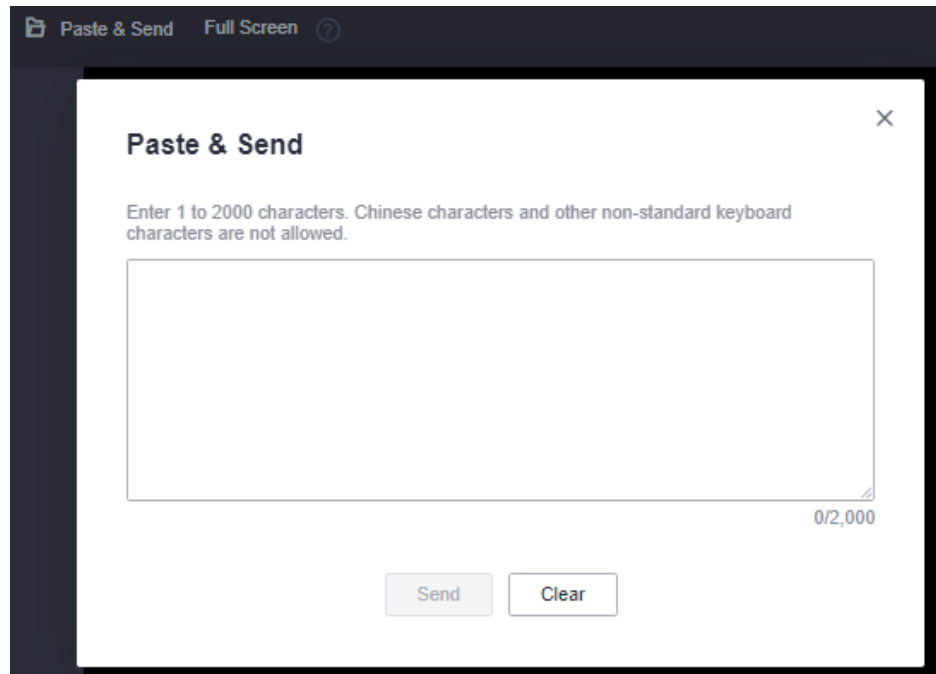 Paste & Send Full Screen ?
Paste & Send
Enter 1 to 2000 characters. Chinese characters and other non-standard keyboard
characters are not allowed.
0/2,000
Send Clear